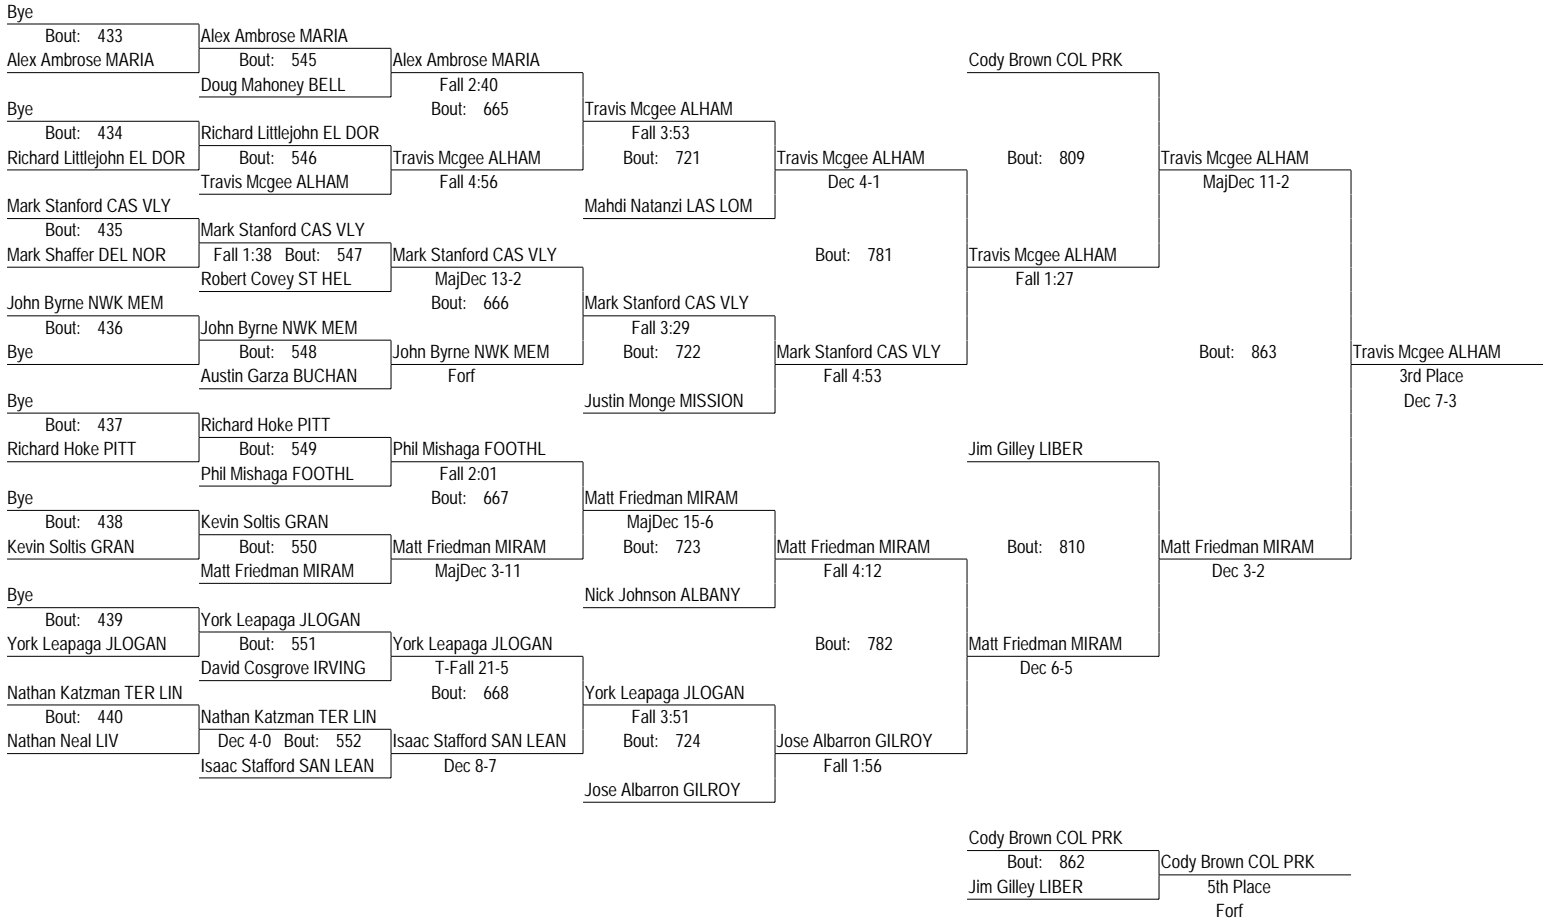 Bye
Bout: 433
Alex Ambrose MARIA
Bye
Bout: 434
Richard Littlejohn EL DOR
Mark Stanford CAS VLY
Bout: 435
Mark Shaffer DEL NOR
John Byrne NWK MEM
Bout: 436
Bye
Bye
Bout: 437
Richard Hoke PITT
Bye
Bout: 438
Kevin Soltis GRAN
Bye
Bout: 439
York Leapaga JLOGAN
Nathan Katzman TER LIN
Bout: 440
Nathan Neal LIV
Alex Ambrose MARIA
Bout: 545
Doug Mahoney BELL
Richard Littlejohn EL DOR
Bout: 546
Travis Mcgee ALHAM
Mark Stanford CAS VLY
Fall 1:38 Bout: 547
Robert Covey ST HEL
John Byrne NWK MEM
Bout: 548
Austin Garza BUCHAN
Richard Hoke PITT
Bout: 549
Phil Mishaga FOOTHL
Kevin Soltis GRAN
Bout: 550
Matt Friedman MIRAM
York Leapaga JLOGAN
Bout: 551
David Cosgrove IRVING
Nathan Katzman TER LIN
Dec 4-0 Bout: 552
Isaac Stafford SAN LEAN
Alex Ambrose MARIA
Fall 2:40
Bout: 665
Travis Mcgee ALHAM
Fall 4:56
Mark Stanford CAS VLY
MajDec 13-2
Bout: 666
John Byrne NWK MEM
Forf
Phil Mishaga FOOTHL
Fall 2:01
Bout: 667
Matt Friedman MIRAM
MajDec 3-11
York Leapaga JLOGAN
T-Fall 21-5
Bout: 668
Isaac Stafford SAN LEAN
Dec 8-7
Travis Mcgee ALHAM
Fall 3:53
Bout: 721
Mahdi Natanzi LAS LOM
Mark Stanford CAS VLY
Fall 3:29
Bout: 722
Justin Monge MISSION
Matt Friedman MIRAM
MajDec 15-6
Bout: 723
Nick Johnson ALBANY
York Leapaga JLOGAN
Fall 3:51
Bout: 724
Jose Albarron GILROY
Travis Mcgee ALHAM
Dec 4-1
Bout: 781
Mark Stanford CAS VLY
Fall 4:53
Matt Friedman MIRAM
Fall 4:12
Bout: 782
Jose Albarron GILROY
Fall 1:56
Cody Brown COL PRK
Bout: 809
Travis Mcgee ALHAM
Fall 1:27
Jim Gilley LIBER
Bout: 810
Matt Friedman MIRAM
Dec 6-5
Travis Mcgee ALHAM
MajDec 11-2
Bout: 863
Matt Friedman MIRAM
Dec 3-2
Travis Mcgee ALHAM
3rd Place
Dec 7-3
Cody Brown COL PRK
Bout: 862
Jim Gilley LIBER
Cody Brown COL PRK
5th Place
Forf